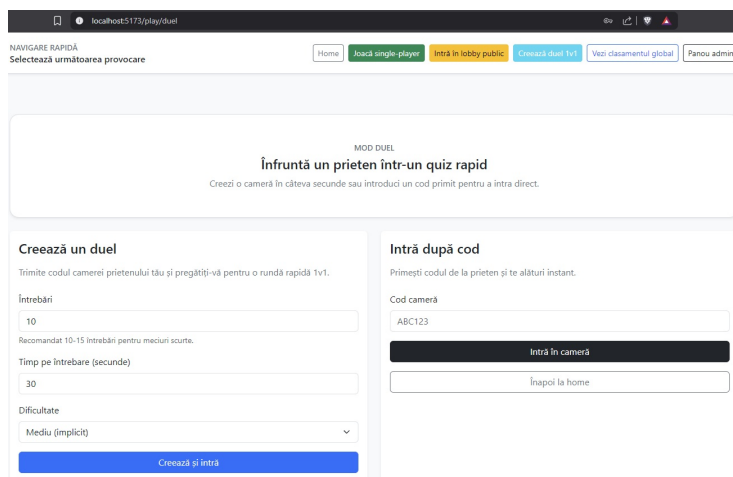 localhost:5173/play/duel
NAVIGARE RAPIDĂ
Selectează următoarea provocare
Home
Joacă single-player
Intră în lobby public
Creează duel 1v1
Vezi clasamentul global
Panou admin
MOD DUEL
Înfruntă un prieten într-un quiz rapid
Creezi o cameră în câteva secunde sau introduci un cod primit pentru a intra direct.
Creează un duel
Trimite codul camerei prietenului tău și pregătiți-vă pentru o rundă rapidă 1v1.
Întrebări
10
Recomandat 10-15 întrebări pentru meciuri scurte.
Timp pe întrebare (secunde)
30
Dificultate
Mediu (implicit)
Creează și intră
Intră după cod
Primești codul de la prieten și te alături instant.
Cod cameră
ABC123
Intră în cameră
Înapoi la home